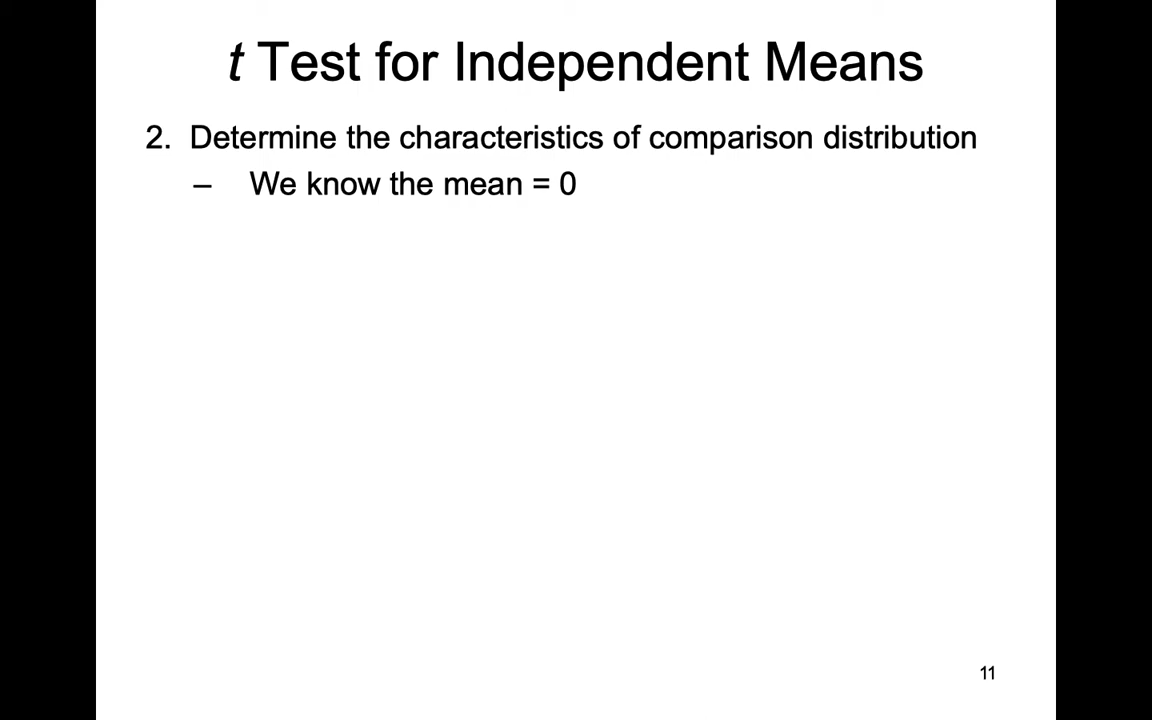 t Test for Independent Means
2. Determine the characteristics of comparison distribution
– We know the mean = 0
11